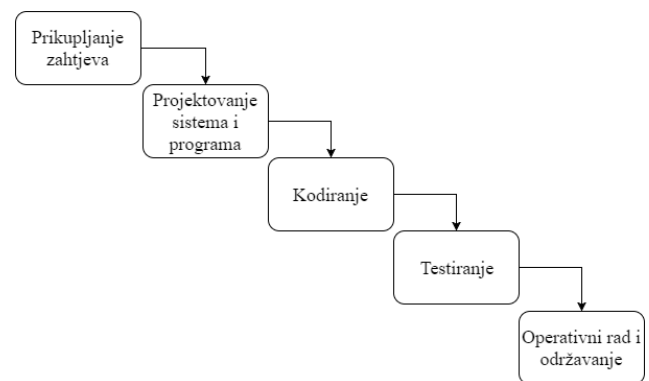 Prikupljanje
zahtjeva
Projektovanje
sistema i
programa
Kodiranje
Testiranje
Operativni rad i
održavanje